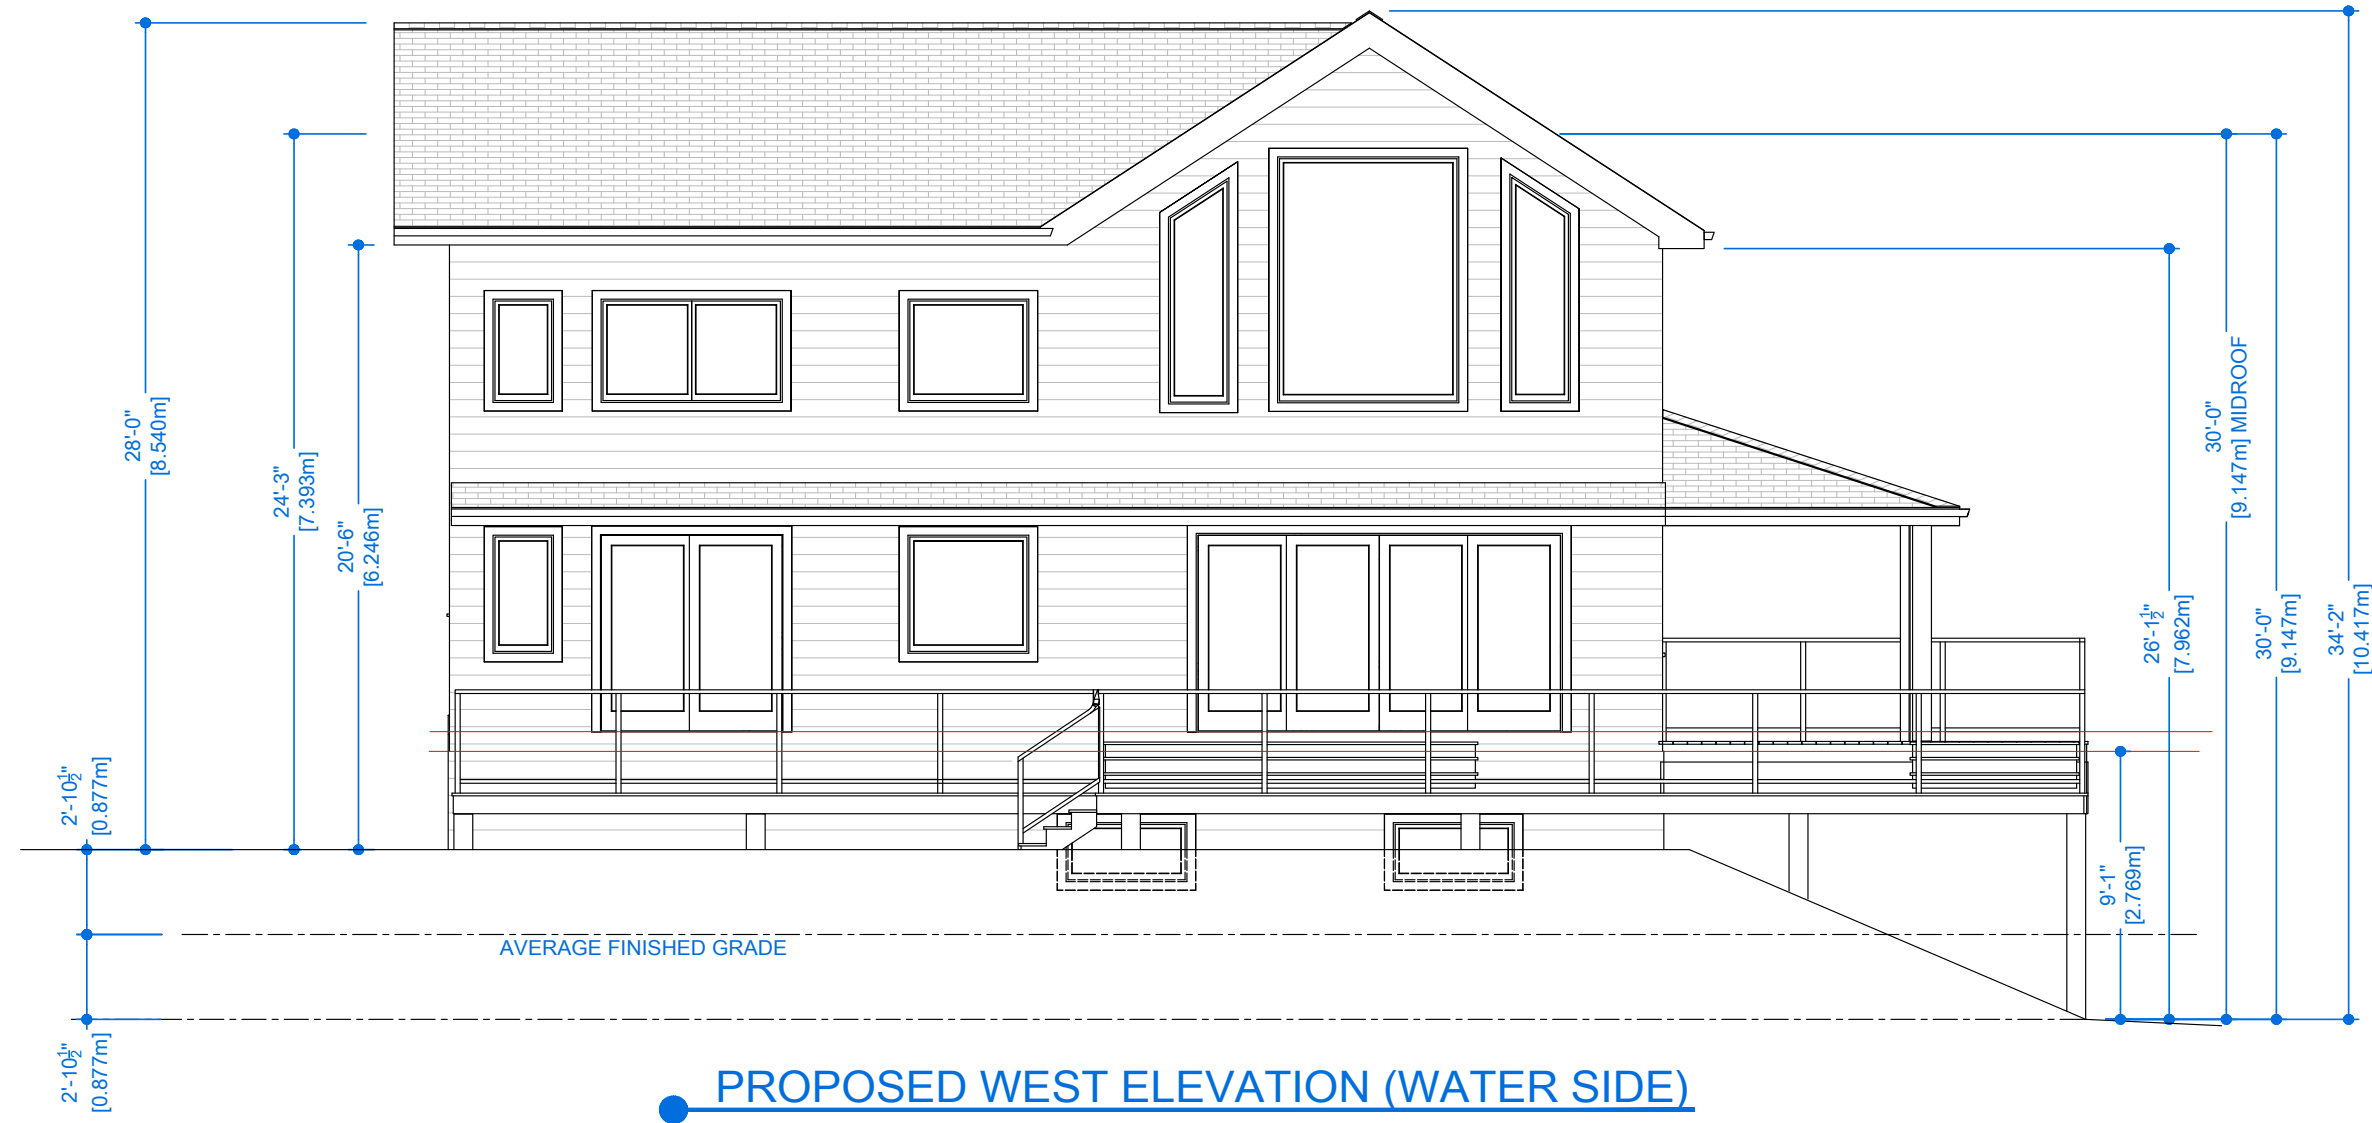 28'-0"
[8.540m]
24'-3"
[7.393m]
20'-6"
[6.246m]
2'-10½"
[0.877m]
2'-10½"
[0.877m]
AVERAGE FINISHED GRADE
9'-1"
[2.769m]
26'-1½"
[7.962m]
30'-0"
[9.147m] MIDROOF
30'-0"
[9.147m]
34'-2"
[10.417m]
PROPOSED WEST ELEVATION (WATER SIDE)